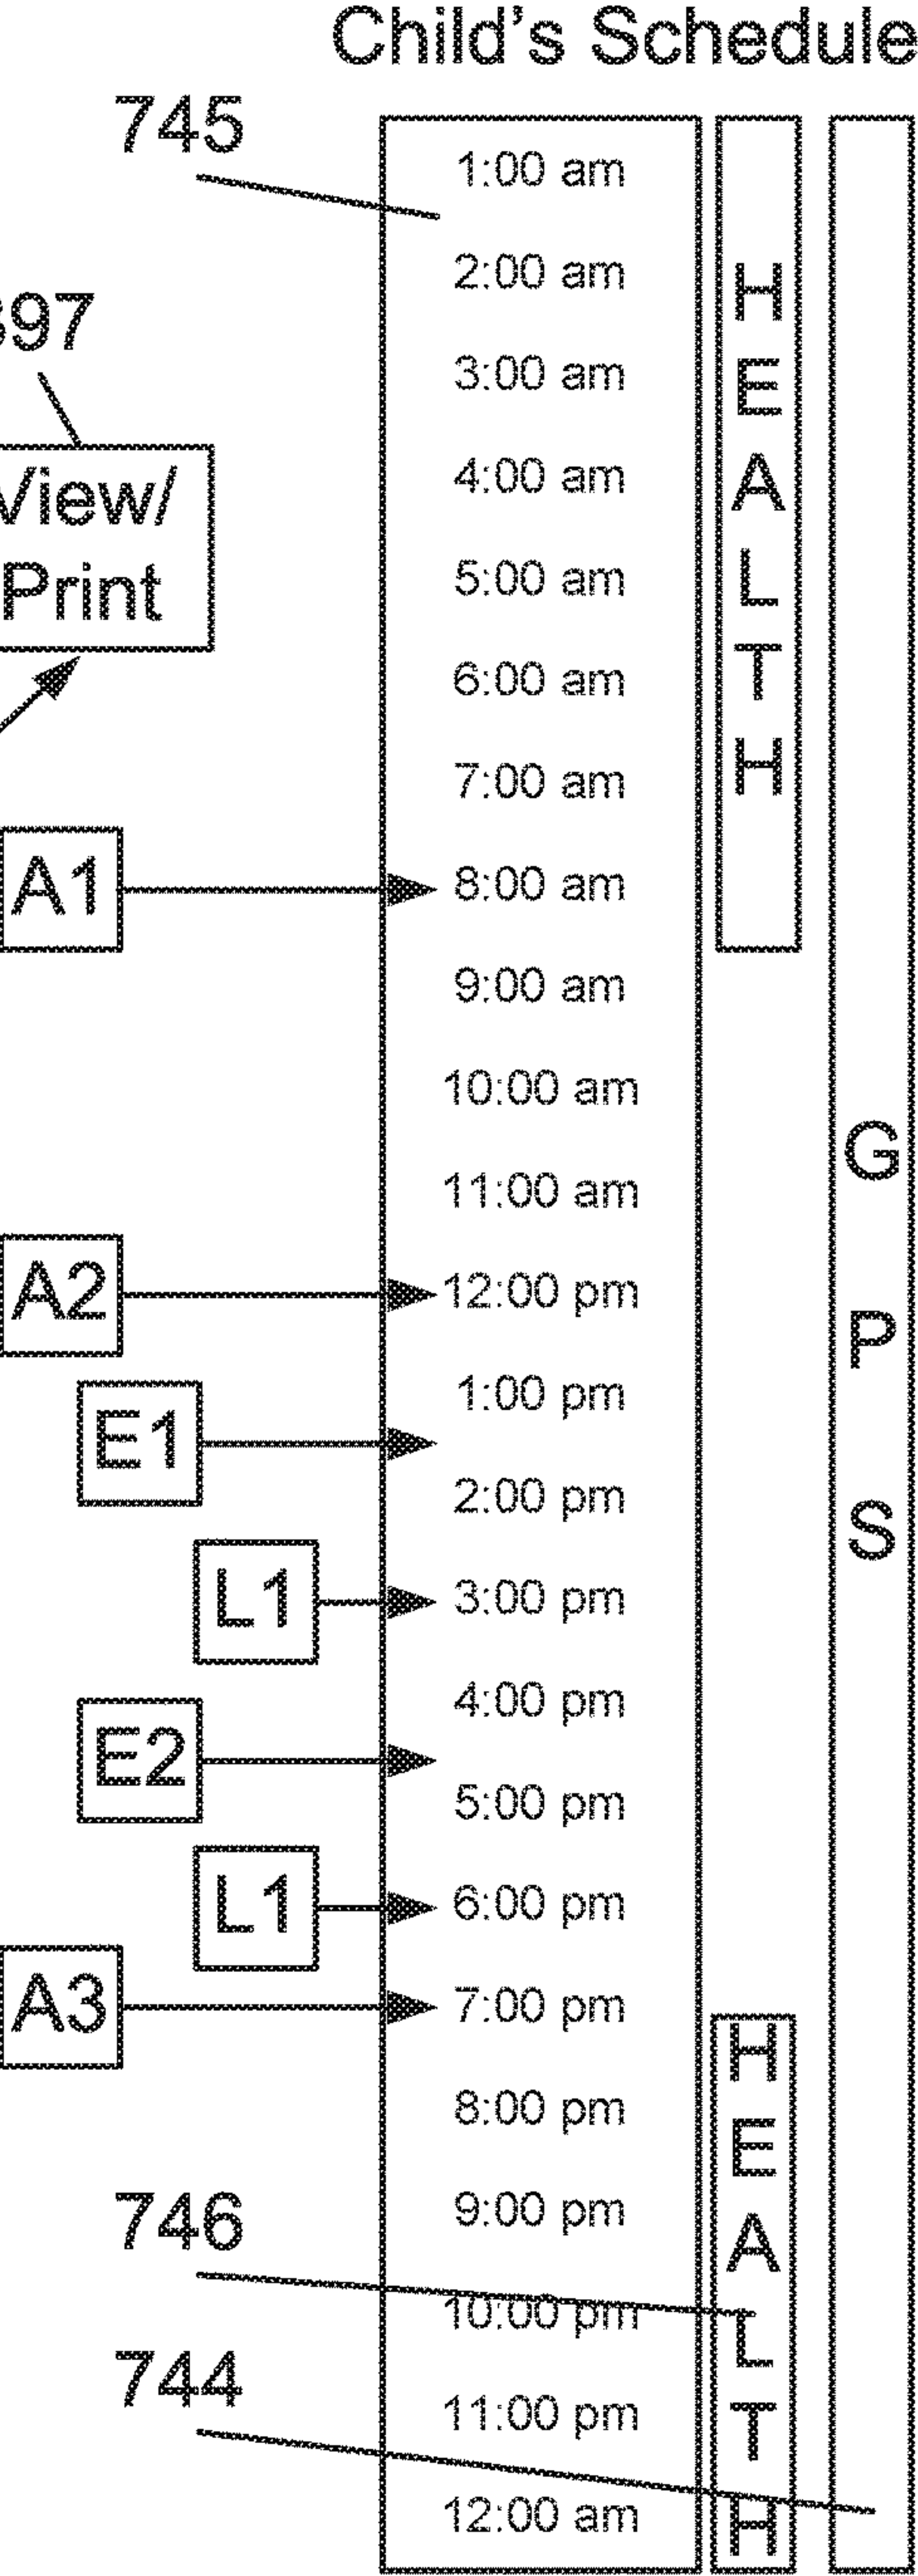 Child's Schedule
745
1:00 am
2:00 am
97
3:00 am
View/
Print
4:00 am
5:00 am
6:00 am
7:00 am
HEALTH
A1
8:00 am
9:00 am
10:00 am
11:00 am
A2
12:00 pm
1:00 pm
E1
2:00 pm
GPS
L1
3:00 pm
4:00 pm
E2
5:00 pm
L1
6:00 pm
A3
7:00 pm
8:00 pm
9:00 pm
746
10:00 pm
744
11:00 pm
12:00 am
HEALTH